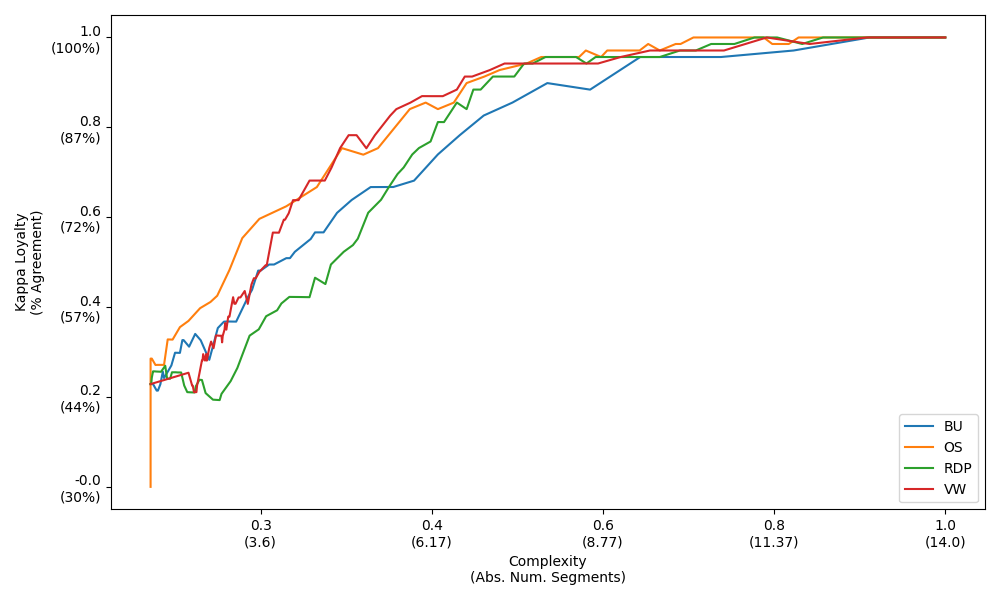 1.0
(100%)
0.8
(87%)
0.6
(72%)
0.4
(57%)
0.2
(44%)
-0.0
(30%)
Kappa Loyalty
(% Agreement)
BU
OS
RDP
VW
0.3
(3.6)
0.4
(6.17)
0.6
(8.77)
0.8
(11.37)
1.0
(14.0)
Complexity
(Abs. Num. Segments)